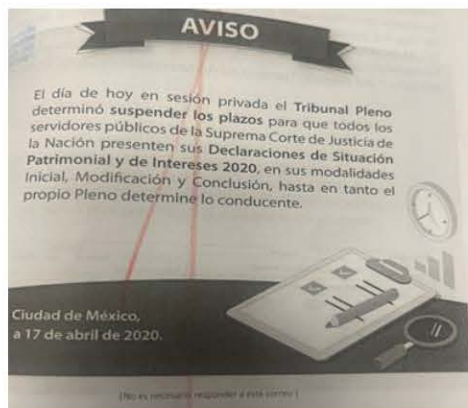 AVISO
El día de hoy en sesión privada el Tribunal Pleno
determinó suspender los plazos para que todos los
servidores públicos de la Suprema Corte de Justicia de
la Nación presenten sus Declaraciones de Situación
Patrimonial y de Intereses 2020, en sus modalidades
Inicial, Modificación y Conclusión, hasta en tanto el
propio Pleno determine lo conducente.
Ciudad de México,
a 17 de abril de 2020.
[No es necesario responder a este correo]